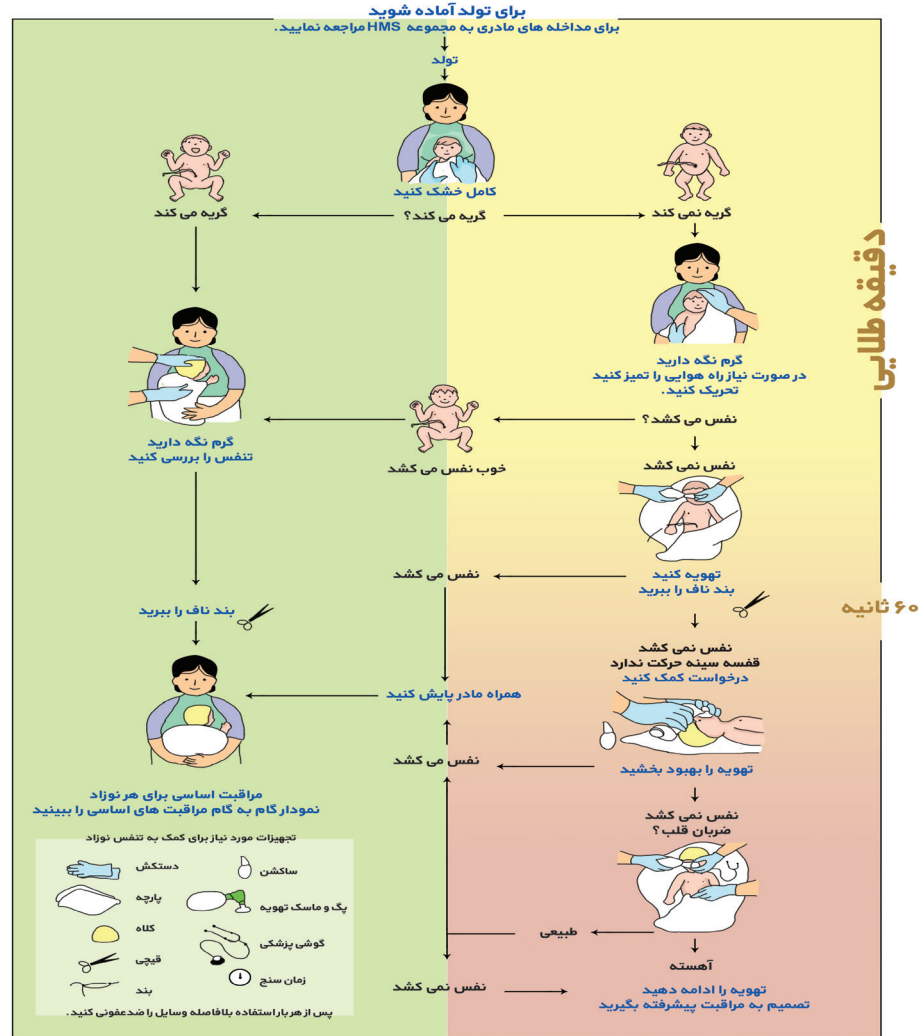 برای تولد آماده شوید
برای مداخله های مادری به مجموعه HMS مراجعه نمایید.
تولد
کامل خشک کنید
گریه می کند؟
گریه نمی کند
گریه می کند
دقیقه طلایی
گرم نگه دارید
در صورت نیاز راه هوایی را تمیز کنید
تحریک کنید.
نفس می کشد؟
خوب نفس می کشد
گرم نگه دارید
تنفس را بررسی کنید
نفس نمی کشد
تهویه کنید
بند ناف را ببرید
نفس می کشد
بند ناف را ببرید
۶۰ ثانیه
نفس نمی کشد
قفسه سینه حرکت ندارد
درخواست کمک کنید
همراه مادر پایش کنید
تهویه را بهبود بخشید
نفس می کشد
مراقبت اساسی برای هر نوزاد
نمودار گام به گام مراقبت های اساسی را ببینید
نفس نمی کشد
ضربان قلب؟
طبیعی
آهسته
تهویه را ادامه دهید
تصمیم به مراقبت پیشرفته بگیرید
نفس نمی کشد
تجهیزات مورد نیاز برای کمک به تنفس نوزاد
ساکشن
دستکش
پگ و ماسک تهویه
پارچه
گوشی پزشکی
کلاه
زمان سنج
قیچی
بند
پس از هر بار استفاده بلافاصله وسایل را ضدعفونی کنید.